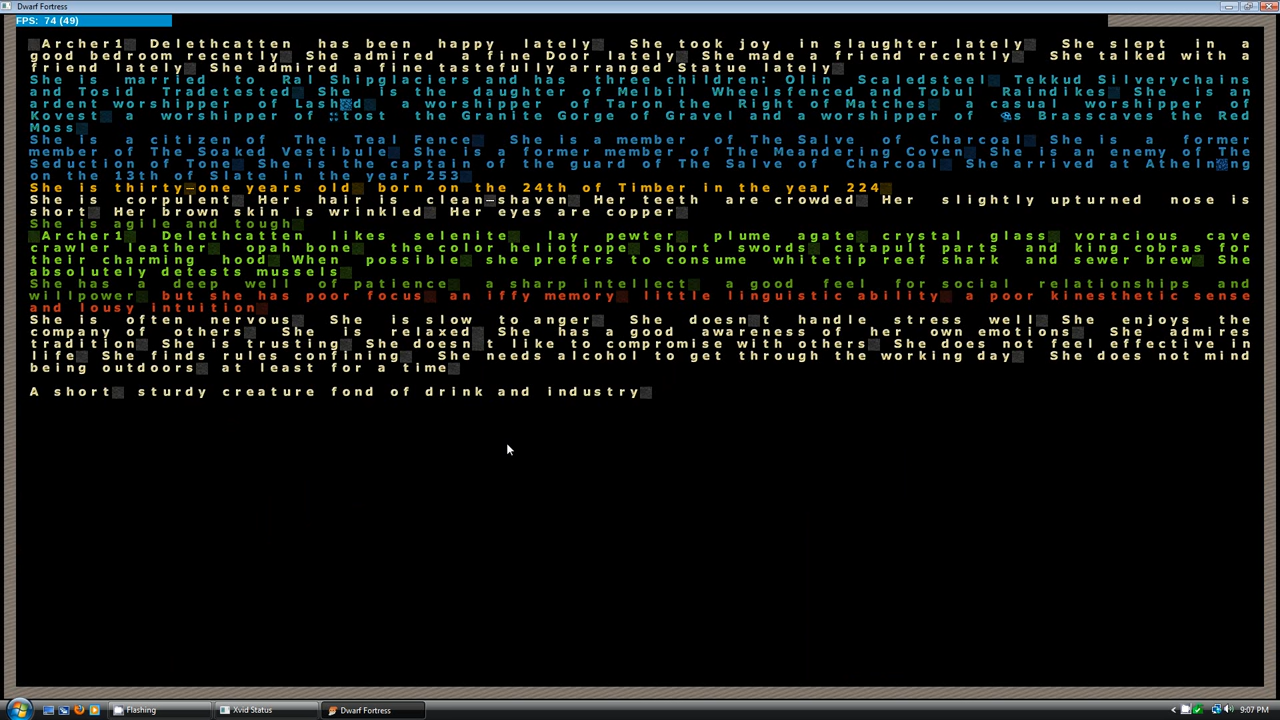 Dwarf Fortress
FPS: 74 (49)
Archer1 Delethcatten has been happy lately She took joy in slaughter lately She slept in a
good bedroom recently She admired a fine Door lately She made a friend recently She talked with a
friend lately She admired a fine tastefully arranged Statue lately
She is married to Ral Shipglaciers and has three children: Olin Scaledsteel Tekkud Silverychains
and Tosid Tradetested She is the daughter of Melbil Wheelsfenced and Tobul Raindikes She is an
ardent worshipper of Lash d a worshipper of Taron the Right of Matches a casual worshipper of
Kovest a worshipper of tost the Granite Gorge of Gravel and a worshipper of as Brasscaves the Red
Moss
She is a citizen of The Teal Fence She is a member of The Salve of Charcoal She is a former
member of The Soaked Vestibule She is a former member of The Meandering Coven She is an enemy of The
Seduction of Tone She is the captain of the guard of The Salve of Charcoal She arrived at Atheln ng
on the 13th of Slate in the year 253
She is thirty-one years old born on the 24th of Timber in the year 224
She is corpulent Her hair is clean-shaven Her teeth are crowded Her slightly upturned nose is
short Her brown skin is wrinkled Her eyes are copper
She is agile and tough
Archer1 Delethcatten likes selenite lay pewter plume agate crystal glass voracious cave
crawler leather opah bone the color heliotrope short swords catapult parts and king cobras for
their charming hood When possible she prefers to consume whitetip reef shark and sewer brew She
absolutely detests mussels
She has a deep well of patience a sharp intellect a good feel for social relationships and
willpower but she has poor focus an iffy memory little linguistic ability a poor kinesthetic sense
and lousy intuition
She is often nervous She is slow to anger She doesn t handle stress well She enjoys the
company of others She is relaxed She has a good awareness of her own emotions She admires
tradition She is trusting She doesn t like to compromise with others She does not feel effective in
life She finds rules confining She needs alcohol to get through the working day She does not mind
being outdoors at least for a time
A short sturdy creature fond of drink and industry
Flashing
Xvid Status
Dwarf Fortress
9:07 PM